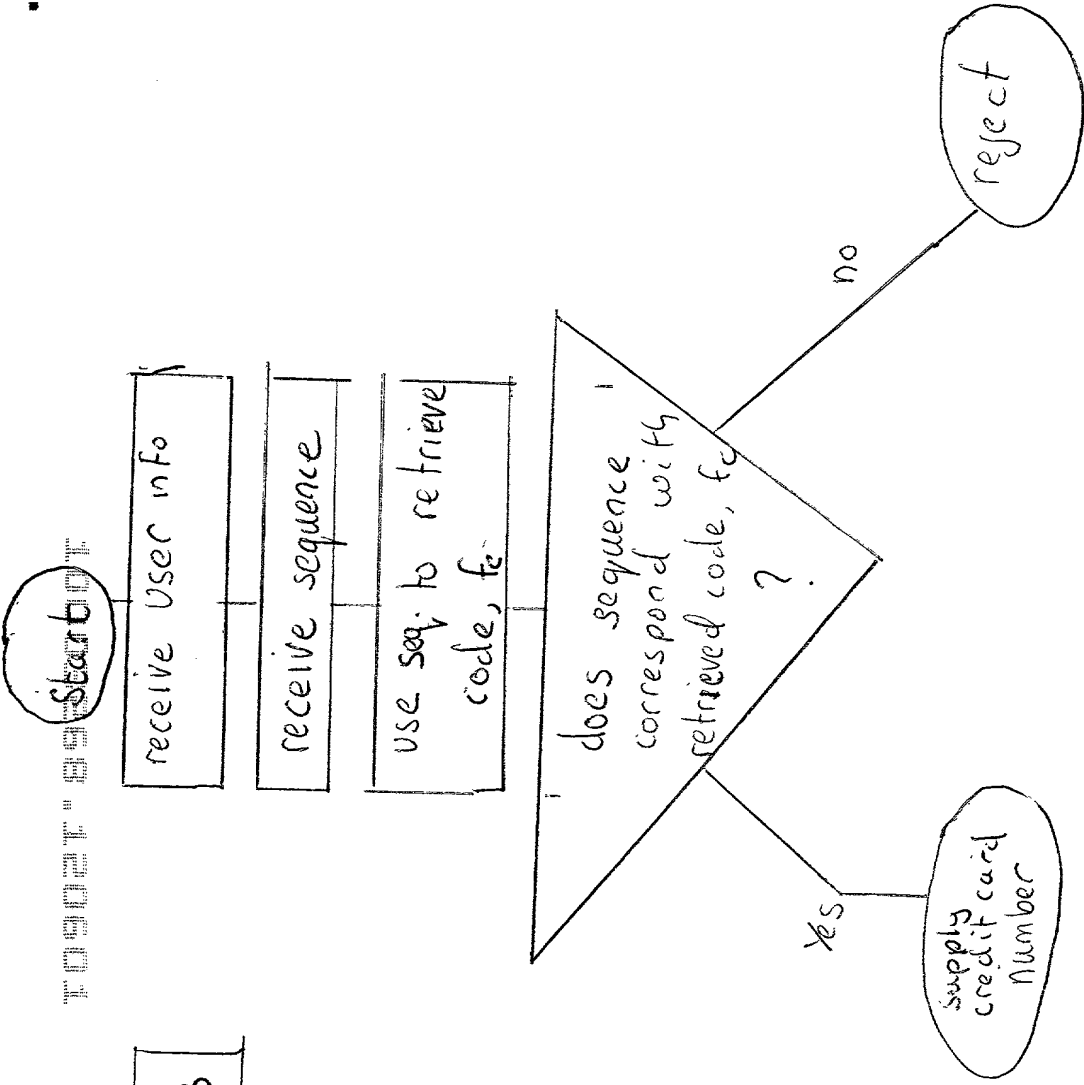 Start
receive user info
receive sequence
use seq. to retrieve
code, fc
does sequence
correspond with
retrieved code, fc
?
Yes
no
supply
credit card
number
reject